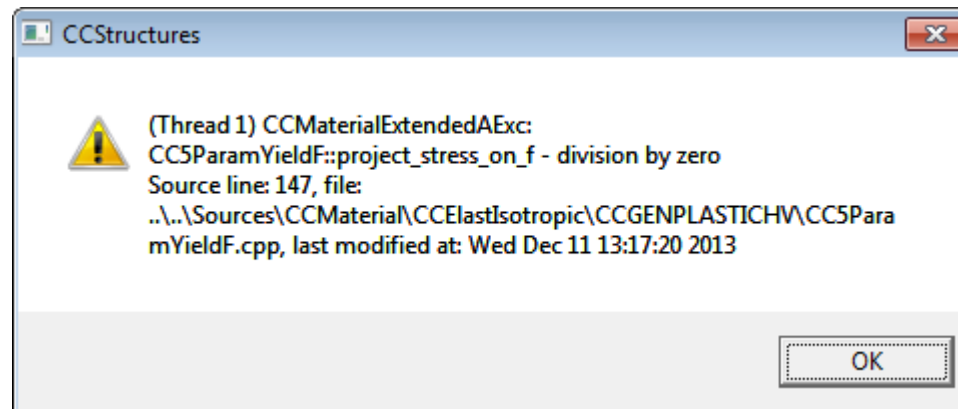 CCStructures
(Thread 1) CCMaterialExtendedAExc:
CC5ParamYieldF::project_stress_on_f - division by zero
Source line: 147, file:
..\..\Sources\CCMaterial\CCElastIsotropic\CCGENPLASTICHV\CC5Para
mYieldF.cpp, last modified at: Wed Dec 11 13:17:20 2013
OK